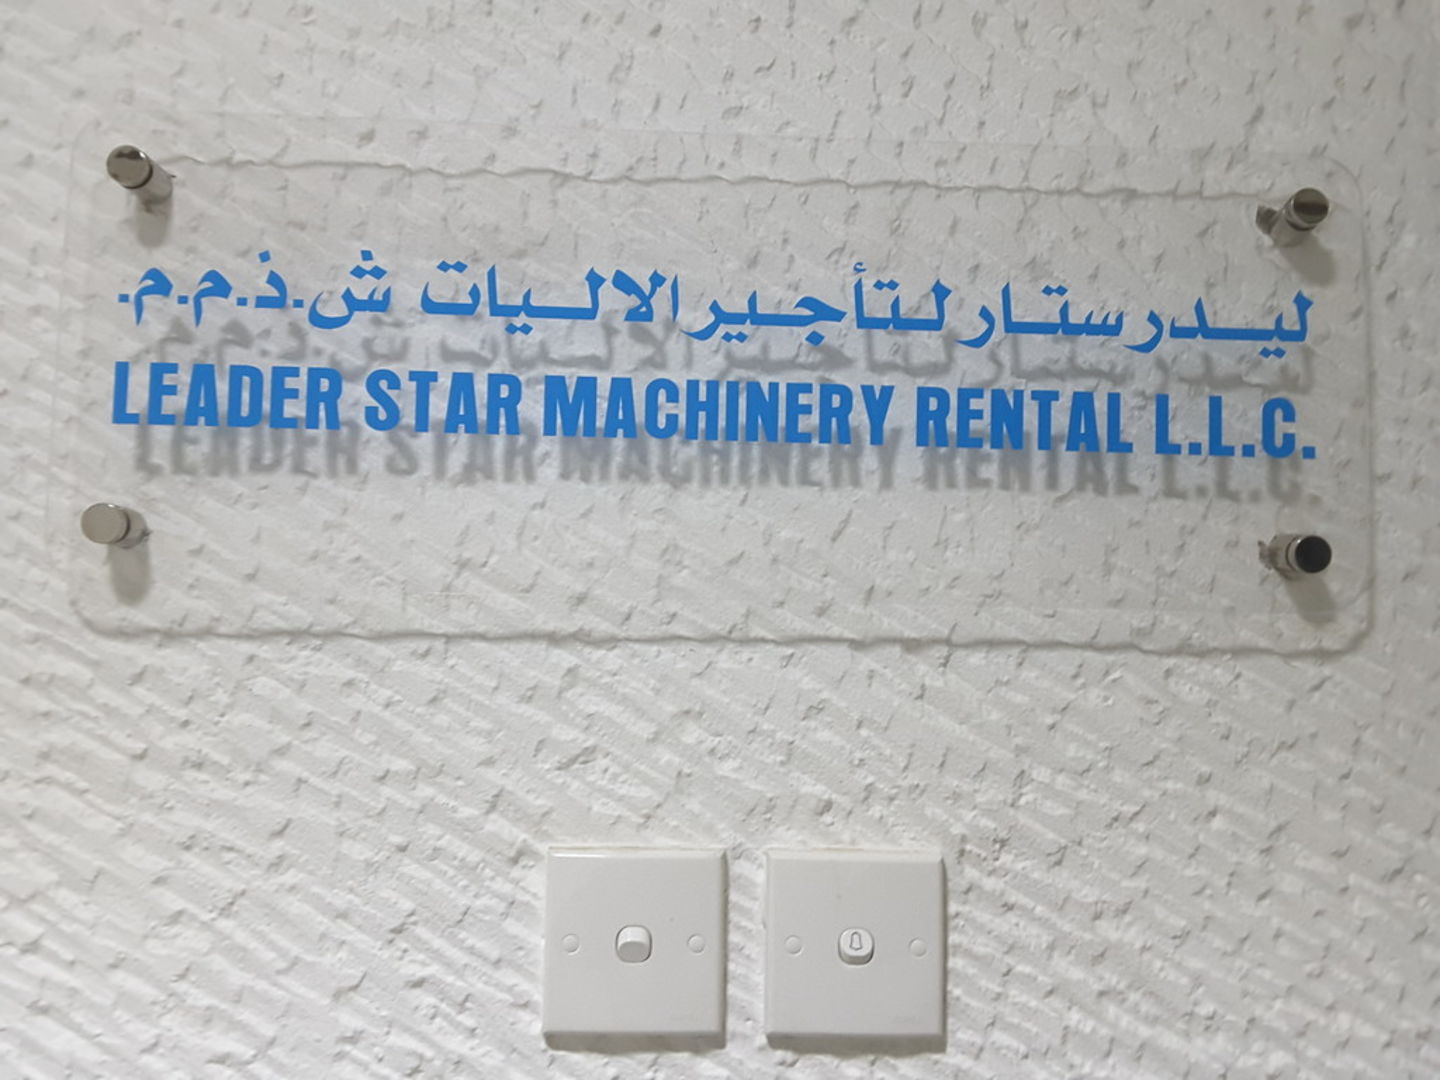 ليدر ستار لتأجير الاليات ش.ذ.م.م.
LEADER STAR MACHINERY RENTAL L.L.C.